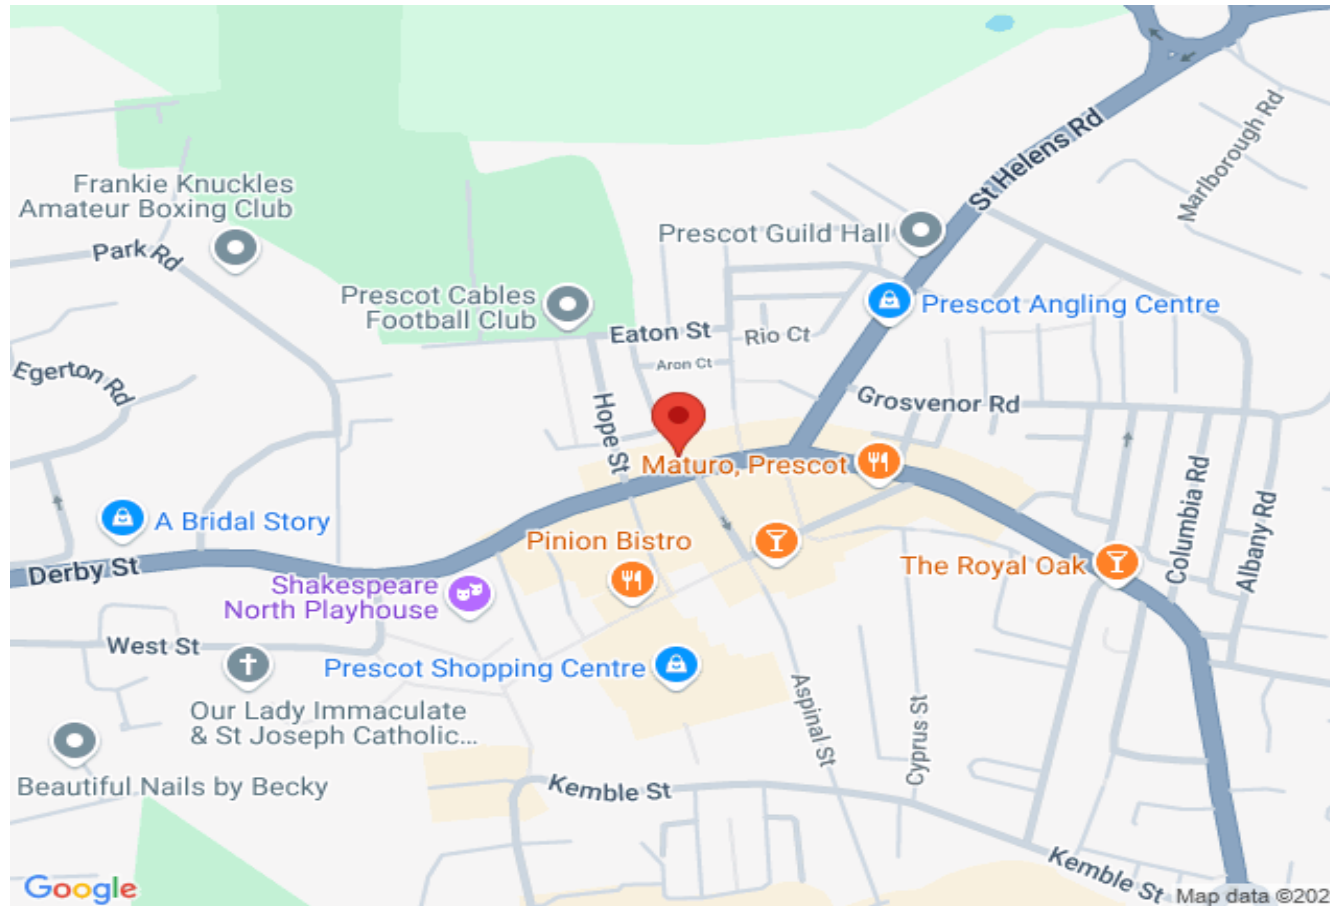 St Helens Rd
Marlborough Rd
Frankie Knuckles
Amateur Boxing Club
Park Rd
Prescot Guild Hall
Prescot Cables
Football Club
Prescot Angling Centre
Eaton St
Rio Ct
Aron Ct
Egerton Rd
Hope St
Grosvenor Rd
Maturo, Prescot
Columbia Rd
Albany Rd
A Bridal Story
Pinion Bistro
The Royal Oak
Derby St
Shakespeare
North Playhouse
West St
Prescot Shopping Centre
Aspinal St
Cyprus St
Our Lady Immaculate
& St Joseph Catholic...
Beautiful Nails by Becky
Kemble St
Kemble St
Google
Map data ©202